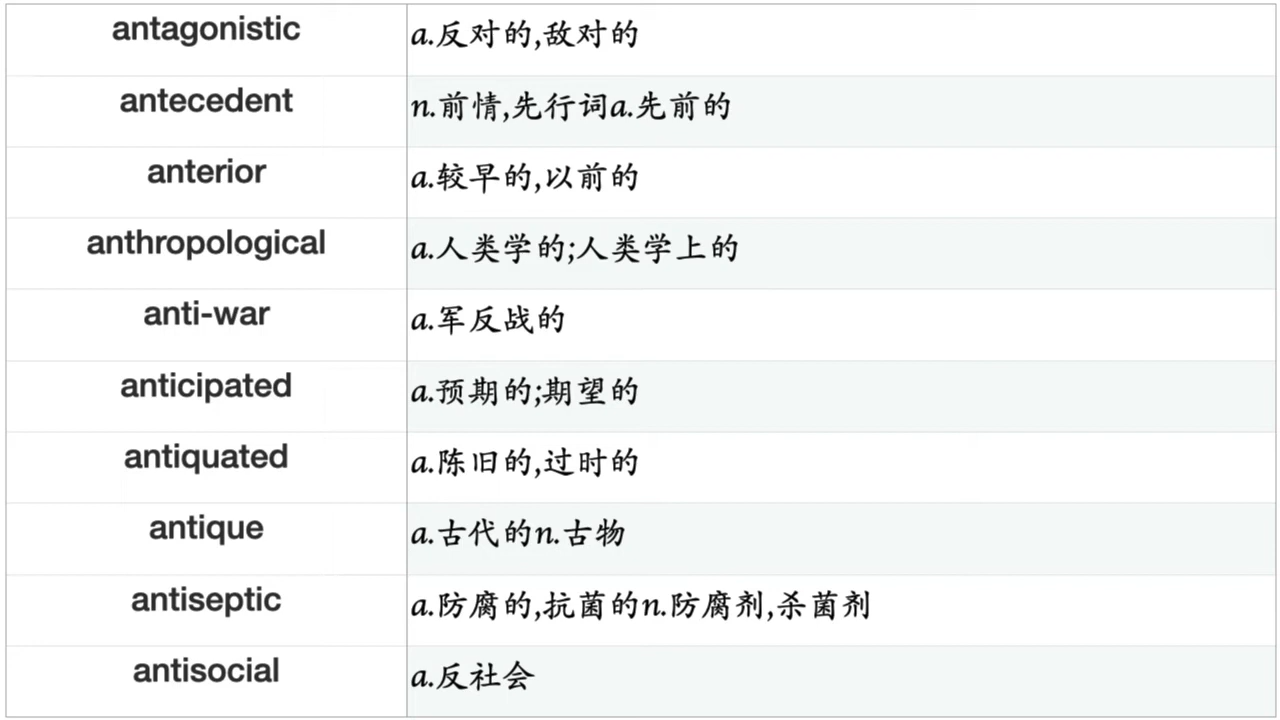 antagonistic a.反对的,敌对的
antecedent n.前情,先行词a.先前的
anterior a.较早的,以前的
anthropological a.人类学的;人类学上的
anti-war a.军反战的
anticipated a.预期的;期望的
antiquated a.陈旧的,过时的
antique a.古代的n.古物
antiseptic a.防腐的,抗菌的n.防腐剂,杀菌剂
antisocial a.反社会